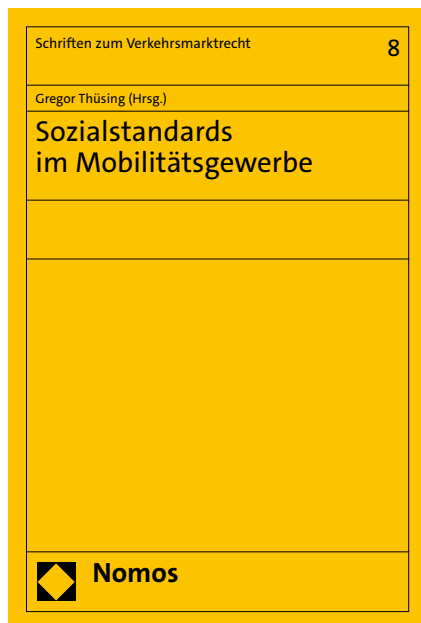 Schriften zum Verkehrsmarktrecht
8
Gregor Thüsing (Hrsg.)
Sozialstandards
im Mobilitätsgewerbe
Nomos